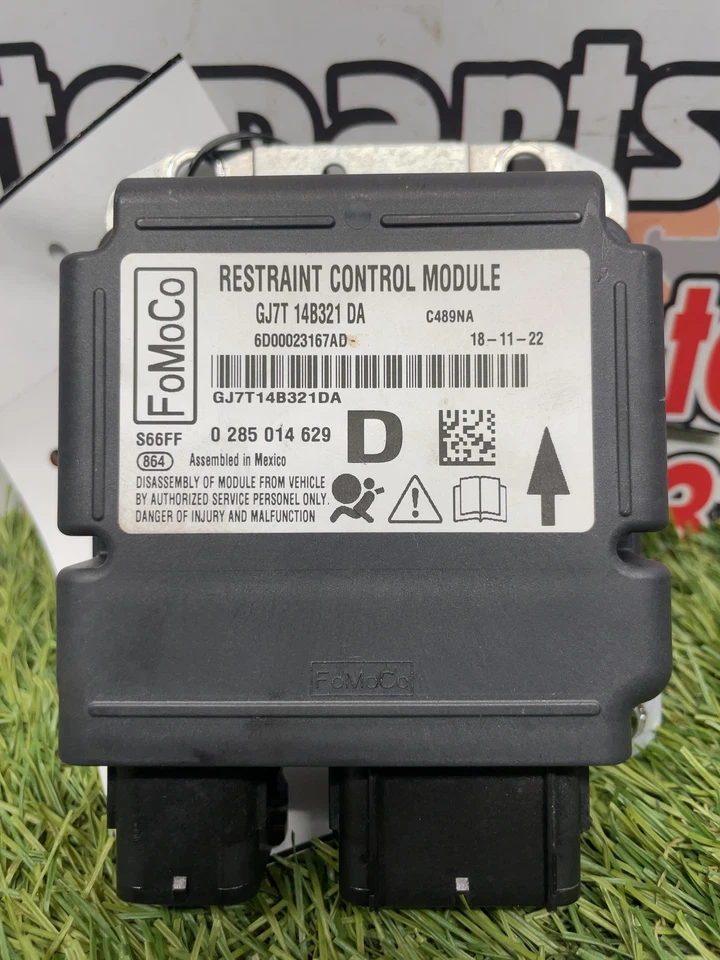 toparts
FoMoCo
RESTRAINT CONTROL MODULE
GJ7T 14B321 DA C489NA
6D00023167AD 18-11-22
GJ7T14B321DA
S66FF 0 285 014 629 D
864 Assembled in Mexico
DISASSEMBLY OF MODULE FROM VEHICLE
BY AUTHORIZED SERVICE PERSONEL ONLY.
DANGER OF INJURY AND MALFUNCTION
FoMoCo